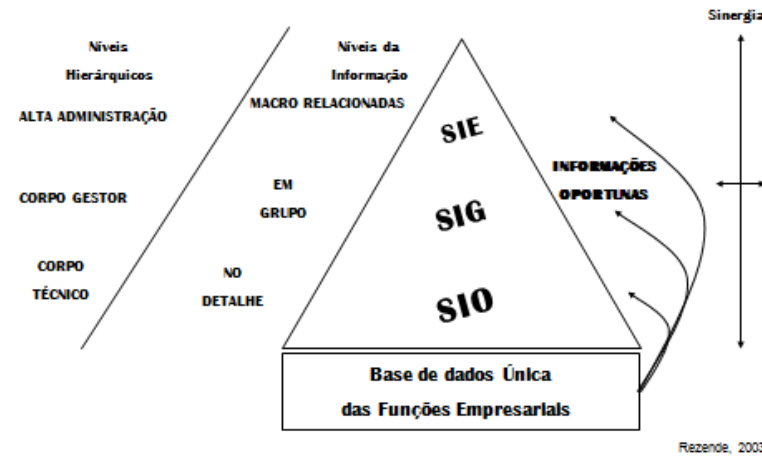 Sinergia
Níveis
Hierárquicos
ALTA ADMINISTRAÇÃO
CORPO GESTOR
CORPO
TÉCNICO
Níveis da
Informação
MACRO RELACIONADAS
EM
GRUPO
NO
DETALHE
SIE
SIG
SIO
INFORMAÇÕES
OPORTUNAS
Base de dados Única
das Funções Empresariais
Rezende, 2003